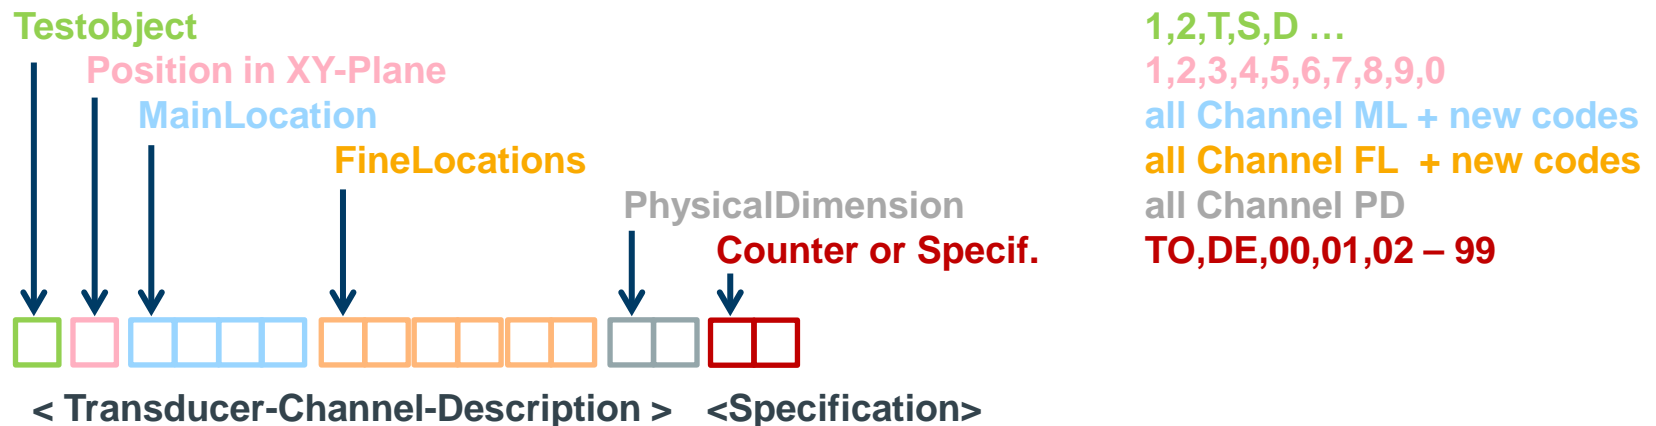 Testobject 1,2,T,S,D …
Position in XY-Plane 1,2,3,4,5,6,7,8,9,0
MainLocation all Channel ML + new codes
FineLocations all Channel FL + new codes
PhysicalDimension all Channel PD
Counter or Specif. TO,DE,00,01,02 – 99
< Transducer-Channel-Description > <Specification>